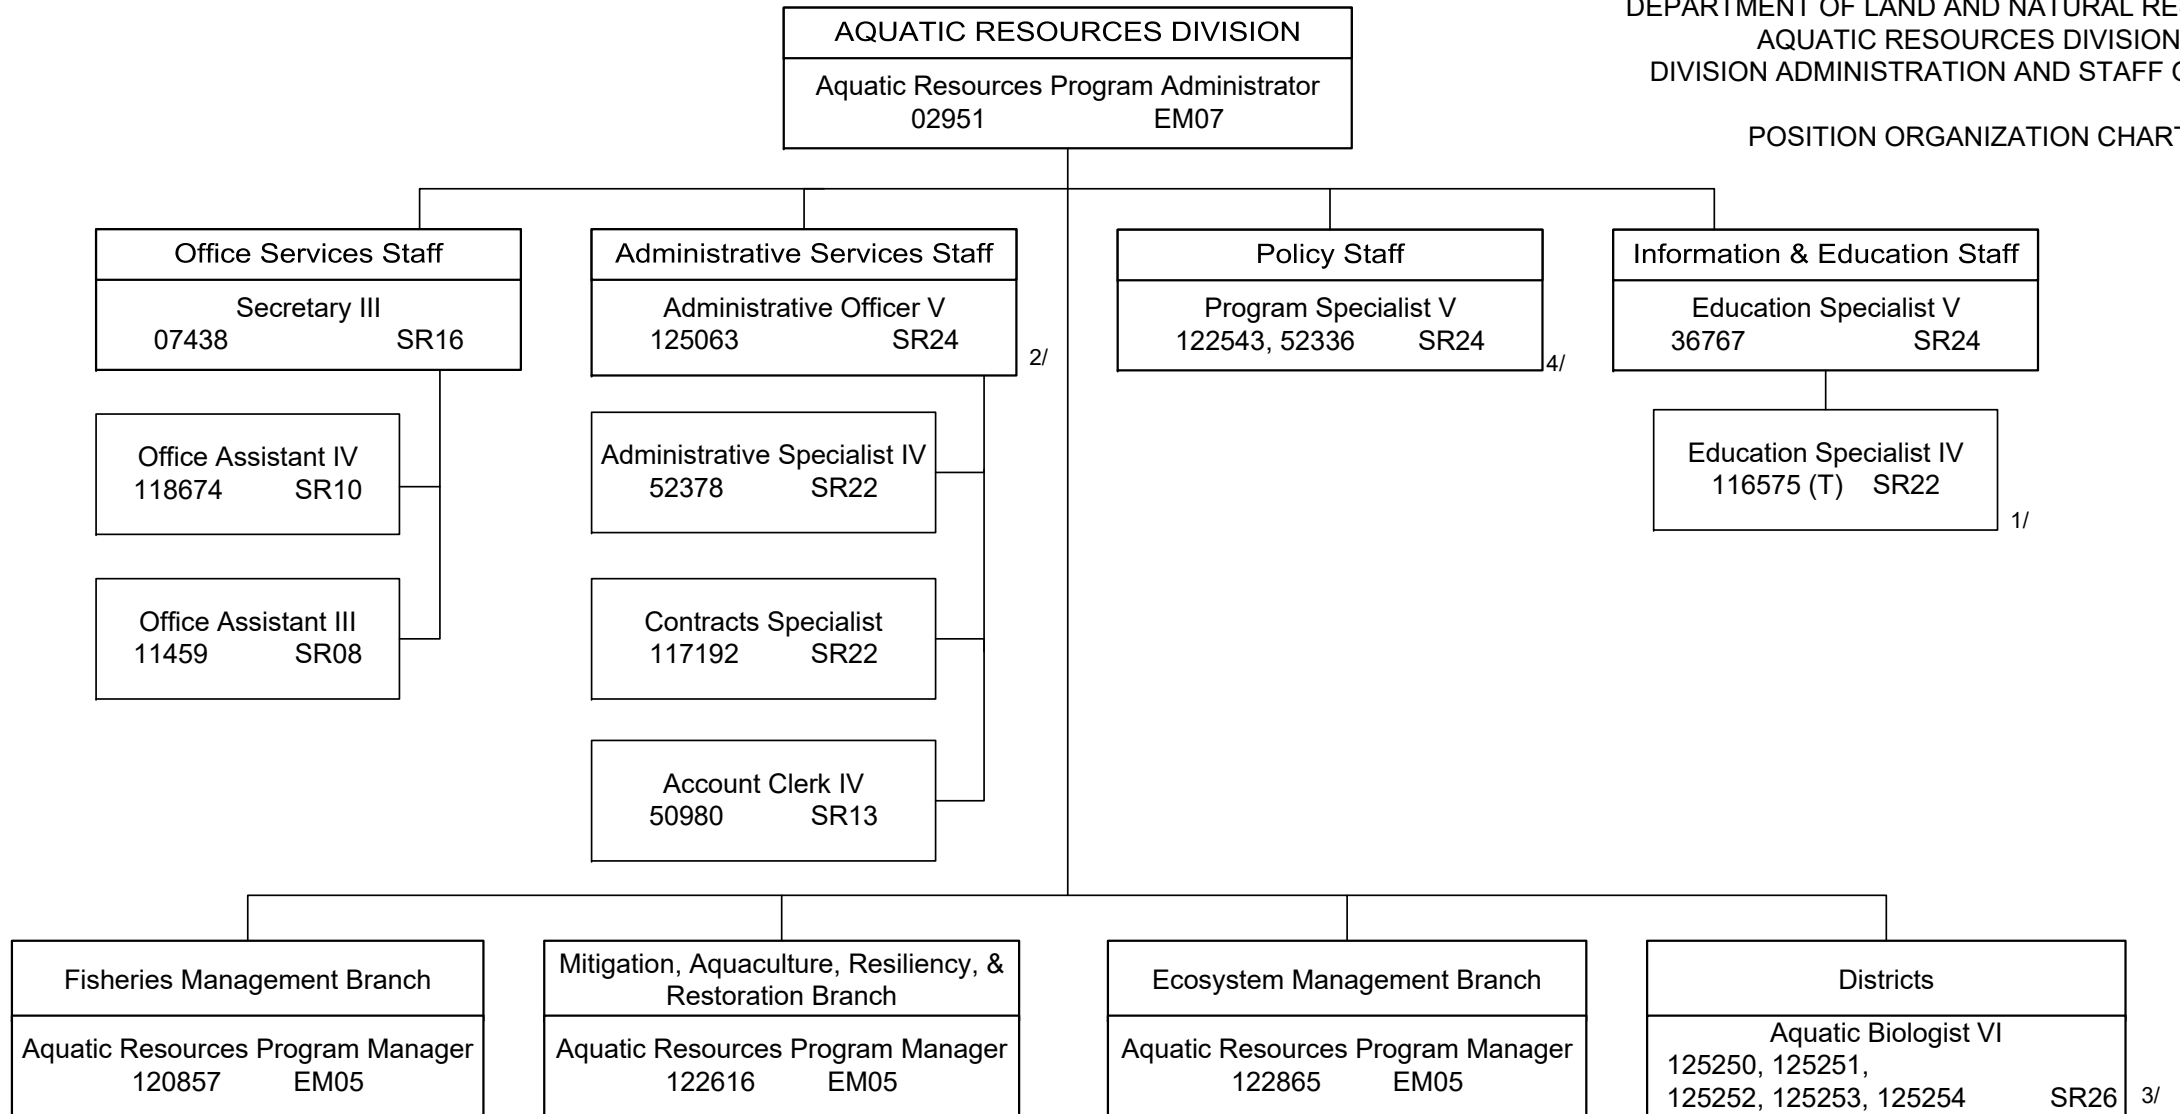 AQUATIC RESOURCES DIVISION
Aquatic Resources Program Administrator
02951 EM07
DEPARTMENT OF LAND AND NATURAL
AQUATIC RESOURCES DIVISION
DIVISION ADMINISTRATION AND STAFF
POSITION ORGANIZATION CHART
Office Services Staff
Secretary III
07438 SR16
Office Assistant IV
118674 SR10
Office Assistant III
11459 SR08
Administrative Services Staff
Administrative Officer V
125063 SR24
2/
Administrative Specialist IV
52378 SR22
Contracts Specialist
117192 SR22
Account Clerk IV
50980 SR13
Policy Staff
Program Specialist V
122543, 52336 SR24
4/
Information & Education Staff
Education Specialist V
36767 SR24
Education Specialist IV
116575 (T) SR22
1/
Fisheries Management Branch
Aquatic Resources Program Manager
120857 EM05
Mitigation, Aquaculture, Resiliency, &
Restoration Branch
Aquatic Resources Program Manager
122616 EM05
Ecosystem Management Branch
Aquatic Resources Program Manager
122865 EM05
Districts
Aquatic Biologist VI
125250, 125251,
125252, 125253, 125254 SR26
3/